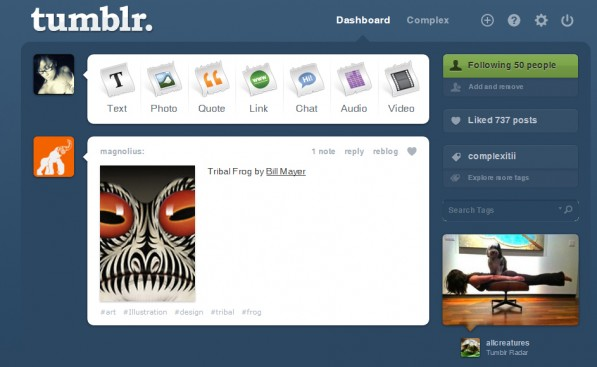 tumblr.
Dashboard Complex
Text Photo Quote Link Chat Audio Video
T
www
Hi!
Following 50 people
Add and remove
Liked 737 posts
complexitii
Explore more tags
Search Tags
magnolius: 1 note reply reblog
Tribal Frog by Bill Mayer
#art #Illustration #design #tribal #frog
allcreatures
Tumblr Radar